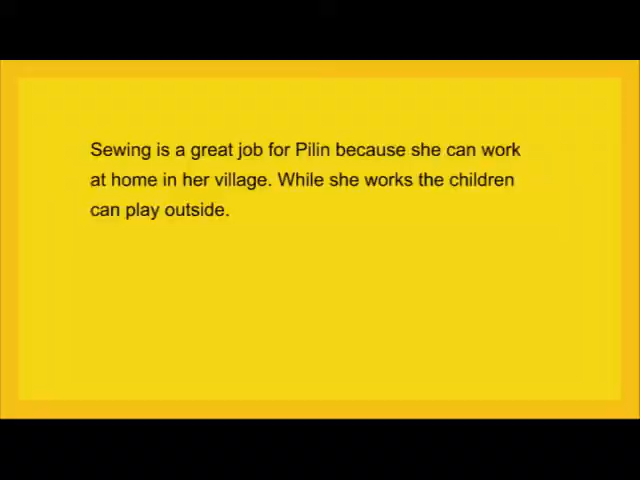 Sewing is a great job for Pilin because she can work
at home in her village. While she works the children
can play outside.